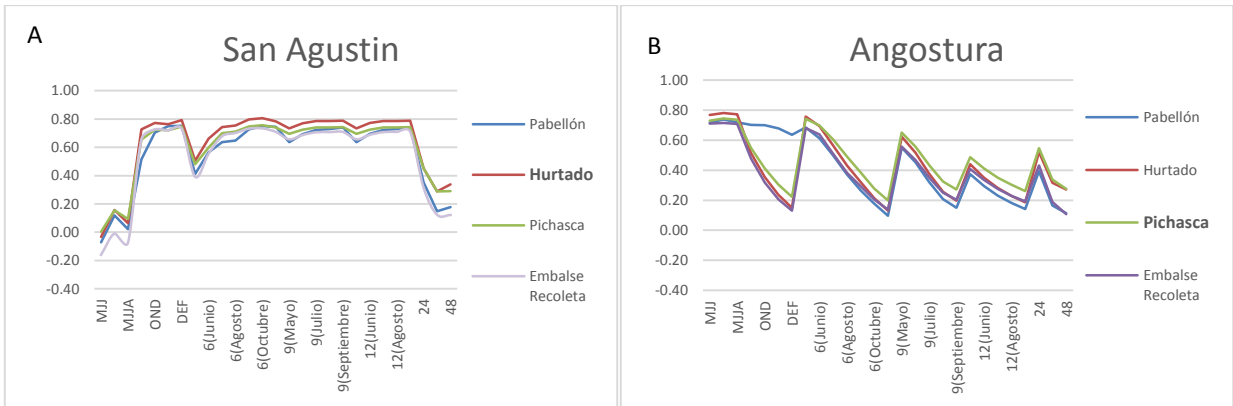 A
San Agustin
1.00
0.80
0.60
0.40
0.20
0.00
-0.20
-0.40
MJJ
MJJA
OND
DEF
6(Junio)
6(Agosto)
6(Octubre)
9(Mayo)
9(Julio)
9(Septiembre)
12(Junio)
12(Agosto)
24
48
Pabellón
Hurtado
Pichasca
Embalse
Recoleta
B
Angostura
1.00
0.80
0.60
0.40
0.20
0.00
-0.20
-0.40
MJJ
MJJA
OND
DEF
6(Junio)
6(Agosto)
6(Octubre)
9(Mayo)
9(Julio)
9(Septiembre)
12(Junio)
12(Agosto)
24
48
Pabellón
Hurtado
Pichasca
Embalse
Recoleta